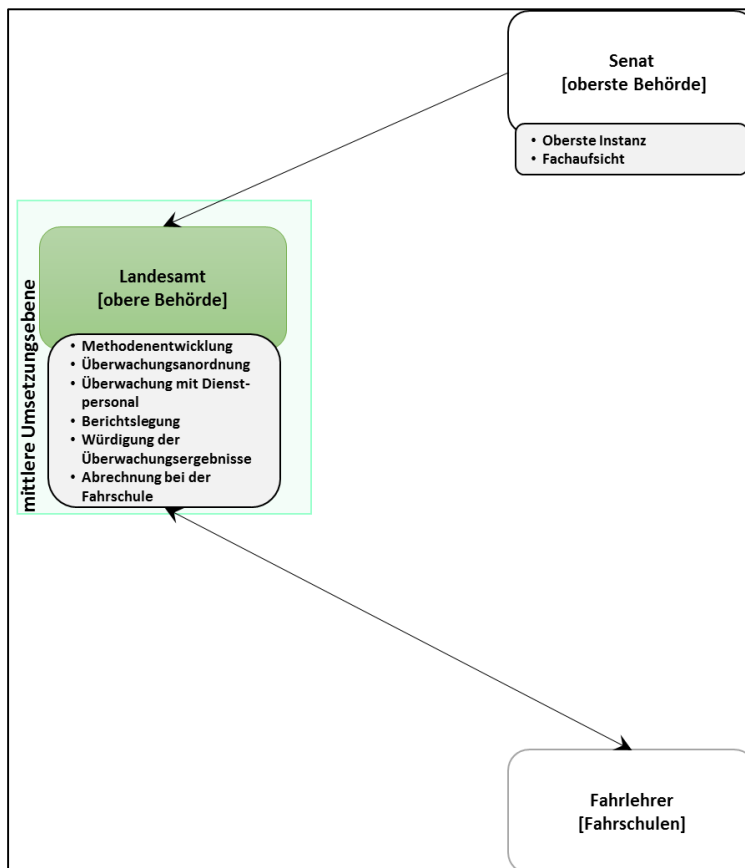 Senat
[oberste Behörde]
• Oberste Instanz
• Fachaufsicht
mittlere Umsetzungsebene
Landesamt
[obere Behörde]
• Methodenentwicklung
• Überwachungsanordnung
• Überwachung mit Dienst-
personal
• Berichtslegung
• Würdigung der
Überwachungsergebnisse
• Abrechnung bei der
Fahrschule
Fahrlehrer
[Fahrschulen]